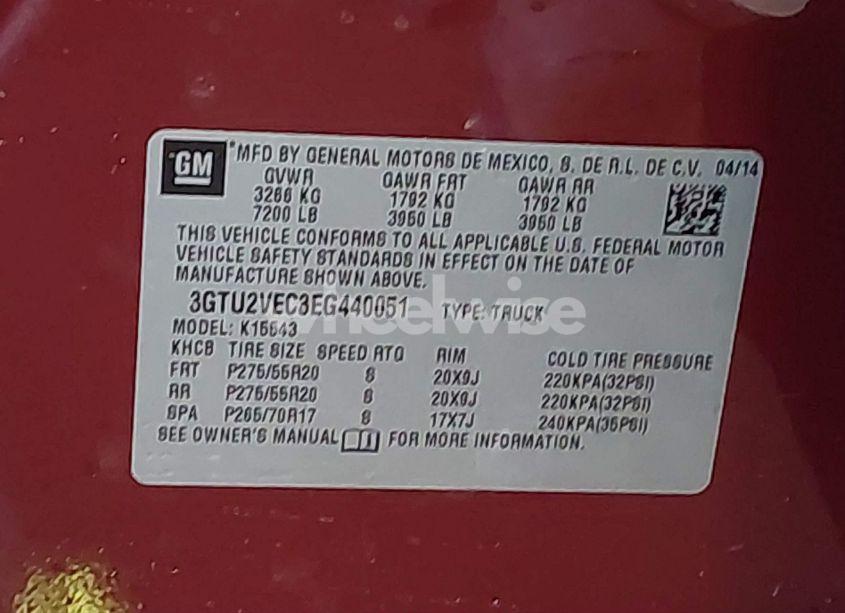 GM
*MFD BY GENERAL MOTORS DE MEXICO, S. DE R.L. DE C.V. 04/14
GVWR GAWR FRT GAWR RR
3266 KG 1792 KG 1792 KG
7200 LB 3950 LB 3950 LB
THIS VEHICLE CONFORMS TO ALL APPLICABLE U.S. FEDERAL MOTOR
VEHICLE SAFETY STANDARDS IN EFFECT ON THE DATE OF
MANUFACTURE SHOWN ABOVE.
3GTU2VEC3EG440051 TYPE: TRUCK
MODEL: K15543
KHCB TIRE SIZE SPEED RTG RIM COLD TIRE PRESSURE
FRT P275/55R20 S 20X9J 220KPA(32PSI)
RR P275/55R20 S 20X9J 220KPA(32PSI)
SPA P265/70R17 S 17X7J 240KPA(35PSI)
SEE OWNER'S MANUAL FOR MORE INFORMATION.
wheelwise